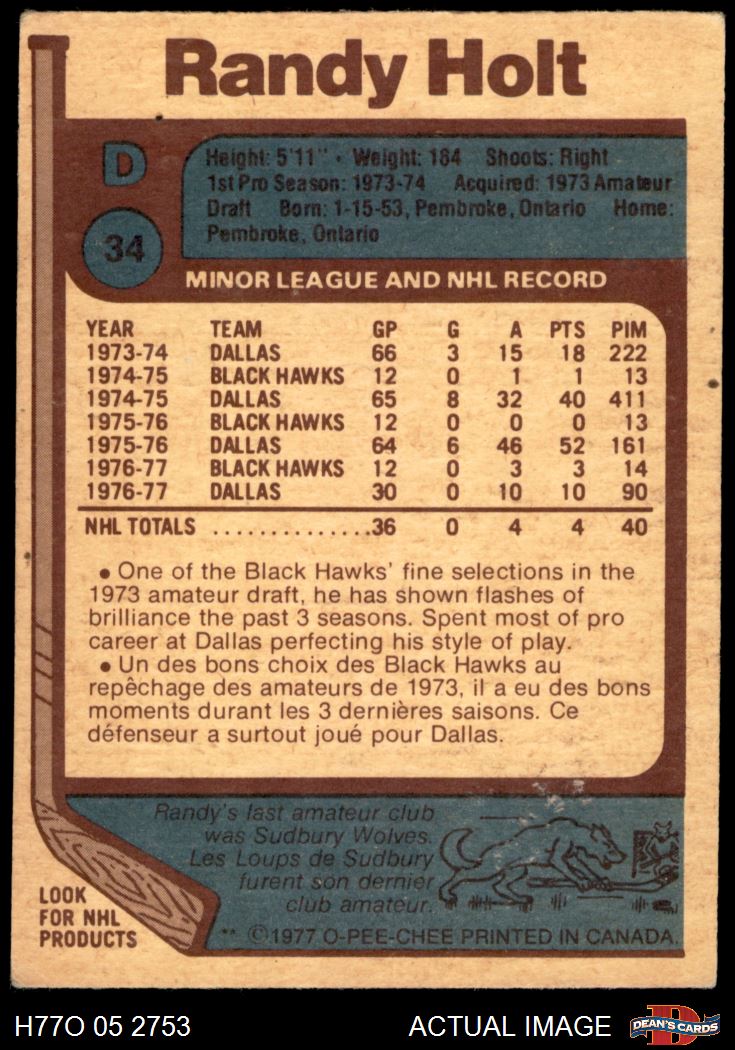 Randy Holt
D
Height: 5'11" • Weight: 184 Shoots: Right
1st Pro Season: 1973-74 Acquired: 1973 Amateur
Draft Born: 1-15-53, Pembroke, Ontario Home:
Pembroke, Ontario
34
MINOR LEAGUE AND NHL RECORD
YEAR TEAM GP G A PTS PIM
1973-74 DALLAS 66 3 15 18 222
1974-75 BLACK HAWKS 12 0 1 1 13
1974-75 DALLAS 65 8 32 40 411
1975-76 BLACK HAWKS 12 0 0 0 13
1975-76 DALLAS 64 6 46 52 161
1976-77 BLACK HAWKS 12 0 3 3 14
1976-77 DALLAS 30 0 10 10 90
NHL TOTALS ..............36 0 4 4 40
• One of the Black Hawks' fine selections in the
1973 amateur draft, he has shown flashes of
brilliance the past 3 seasons. Spent most of pro
career at Dallas perfecting his style of play.
• Un des bons choix des Black Hawks au
repêchage des amateurs de 1973, il a eu des bons
moments durant les 3 dernières saisons. Ce
défenseur a surtout joué pour Dallas.
Randy's last amateur club
was Sudbury Wolves.
Les Loups de Sudbury
furent son dernier
club amateur.
LOOK
FOR NHL
PRODUCTS
** ©1977 O-PEE-CHEE PRINTED IN CANADA.
H77O 05 2753
ACTUAL IMAGE
D
DEAN'S CARDS